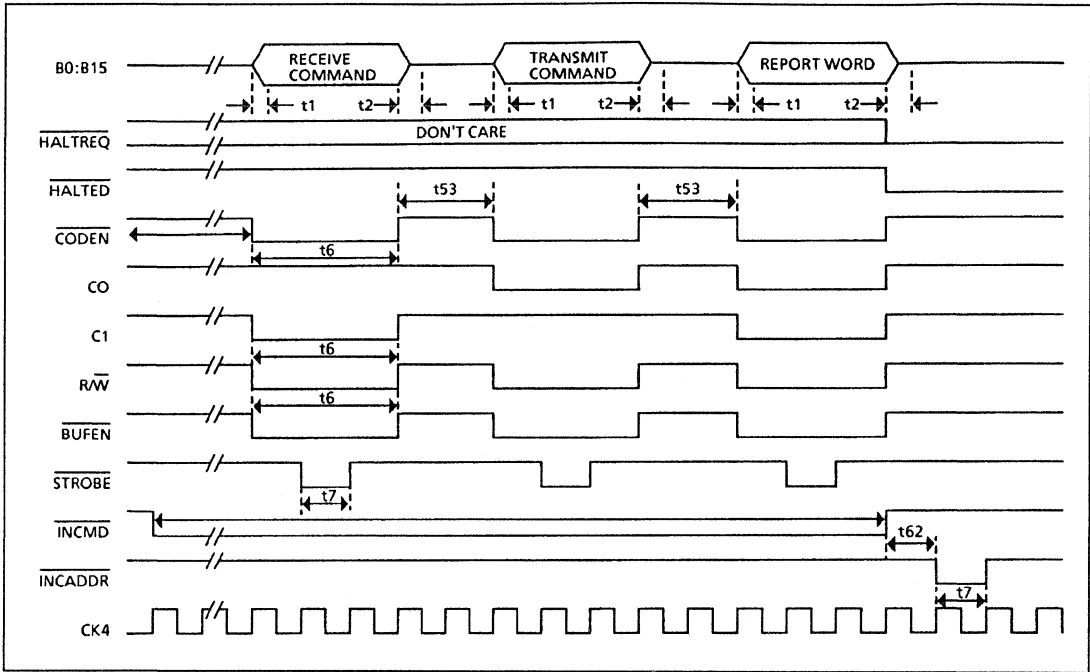 B0:B15
RECEIVE
COMMAND
TRANSMIT
COMMAND
REPORT WORD
t1 t2 t1 t2 t1 t2
HALTREQ
DON'T CARE
HALTED
t53 t53
CODEN
t6
CO
C1
t6
R/W
t6
BUFEN
STROBE
t7
INCMD
t62
INCADDR
t7
CK4